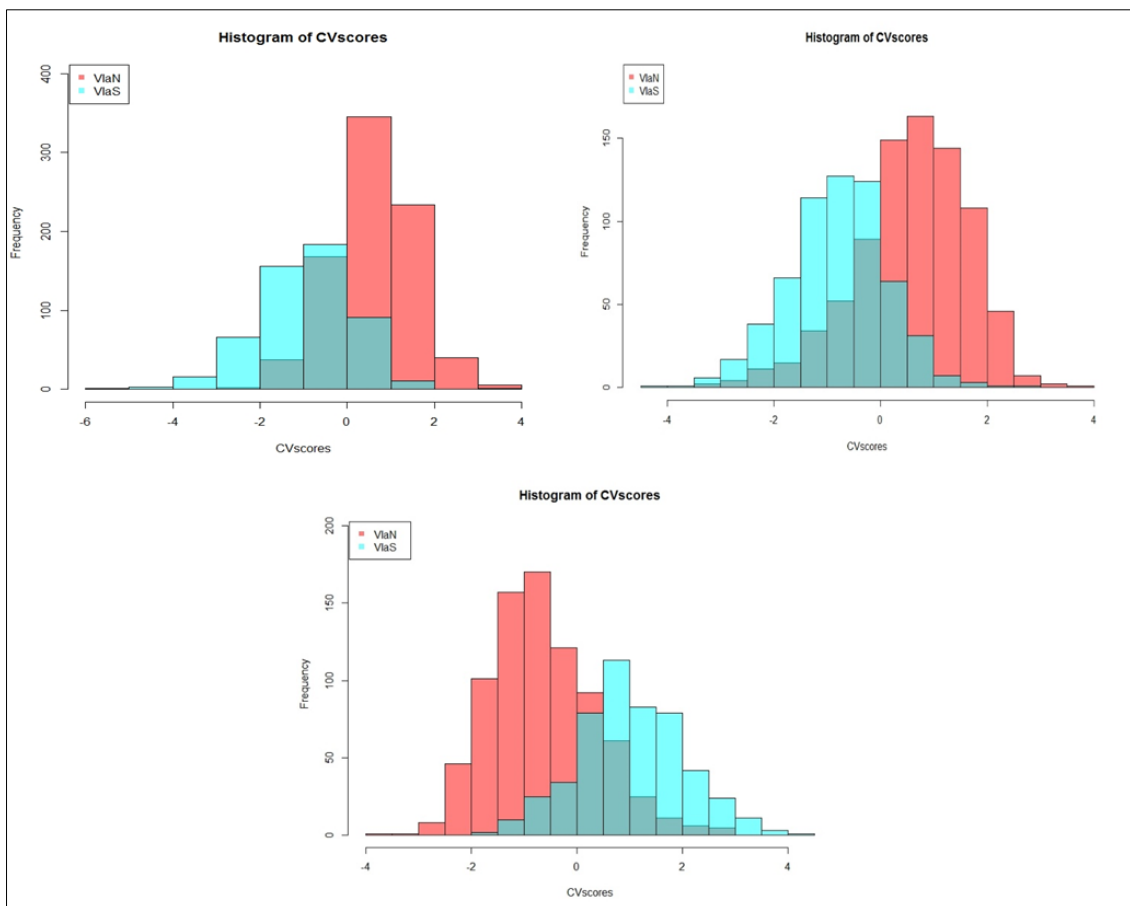 Histogram of CVscores
VlaN
VlaS
Frequency
400
300
200
100
0
-6
-4
-2
0
2
4
CVscores
Histogram of CVscores
VlaN
VlaS
Frequency
150
100
50
0
-4
-2
0
2
4
CVscores
Histogram of CVscores
VlaN
VlaS
Frequency
200
150
100
50
0
-4
-2
0
2
4
CVscores